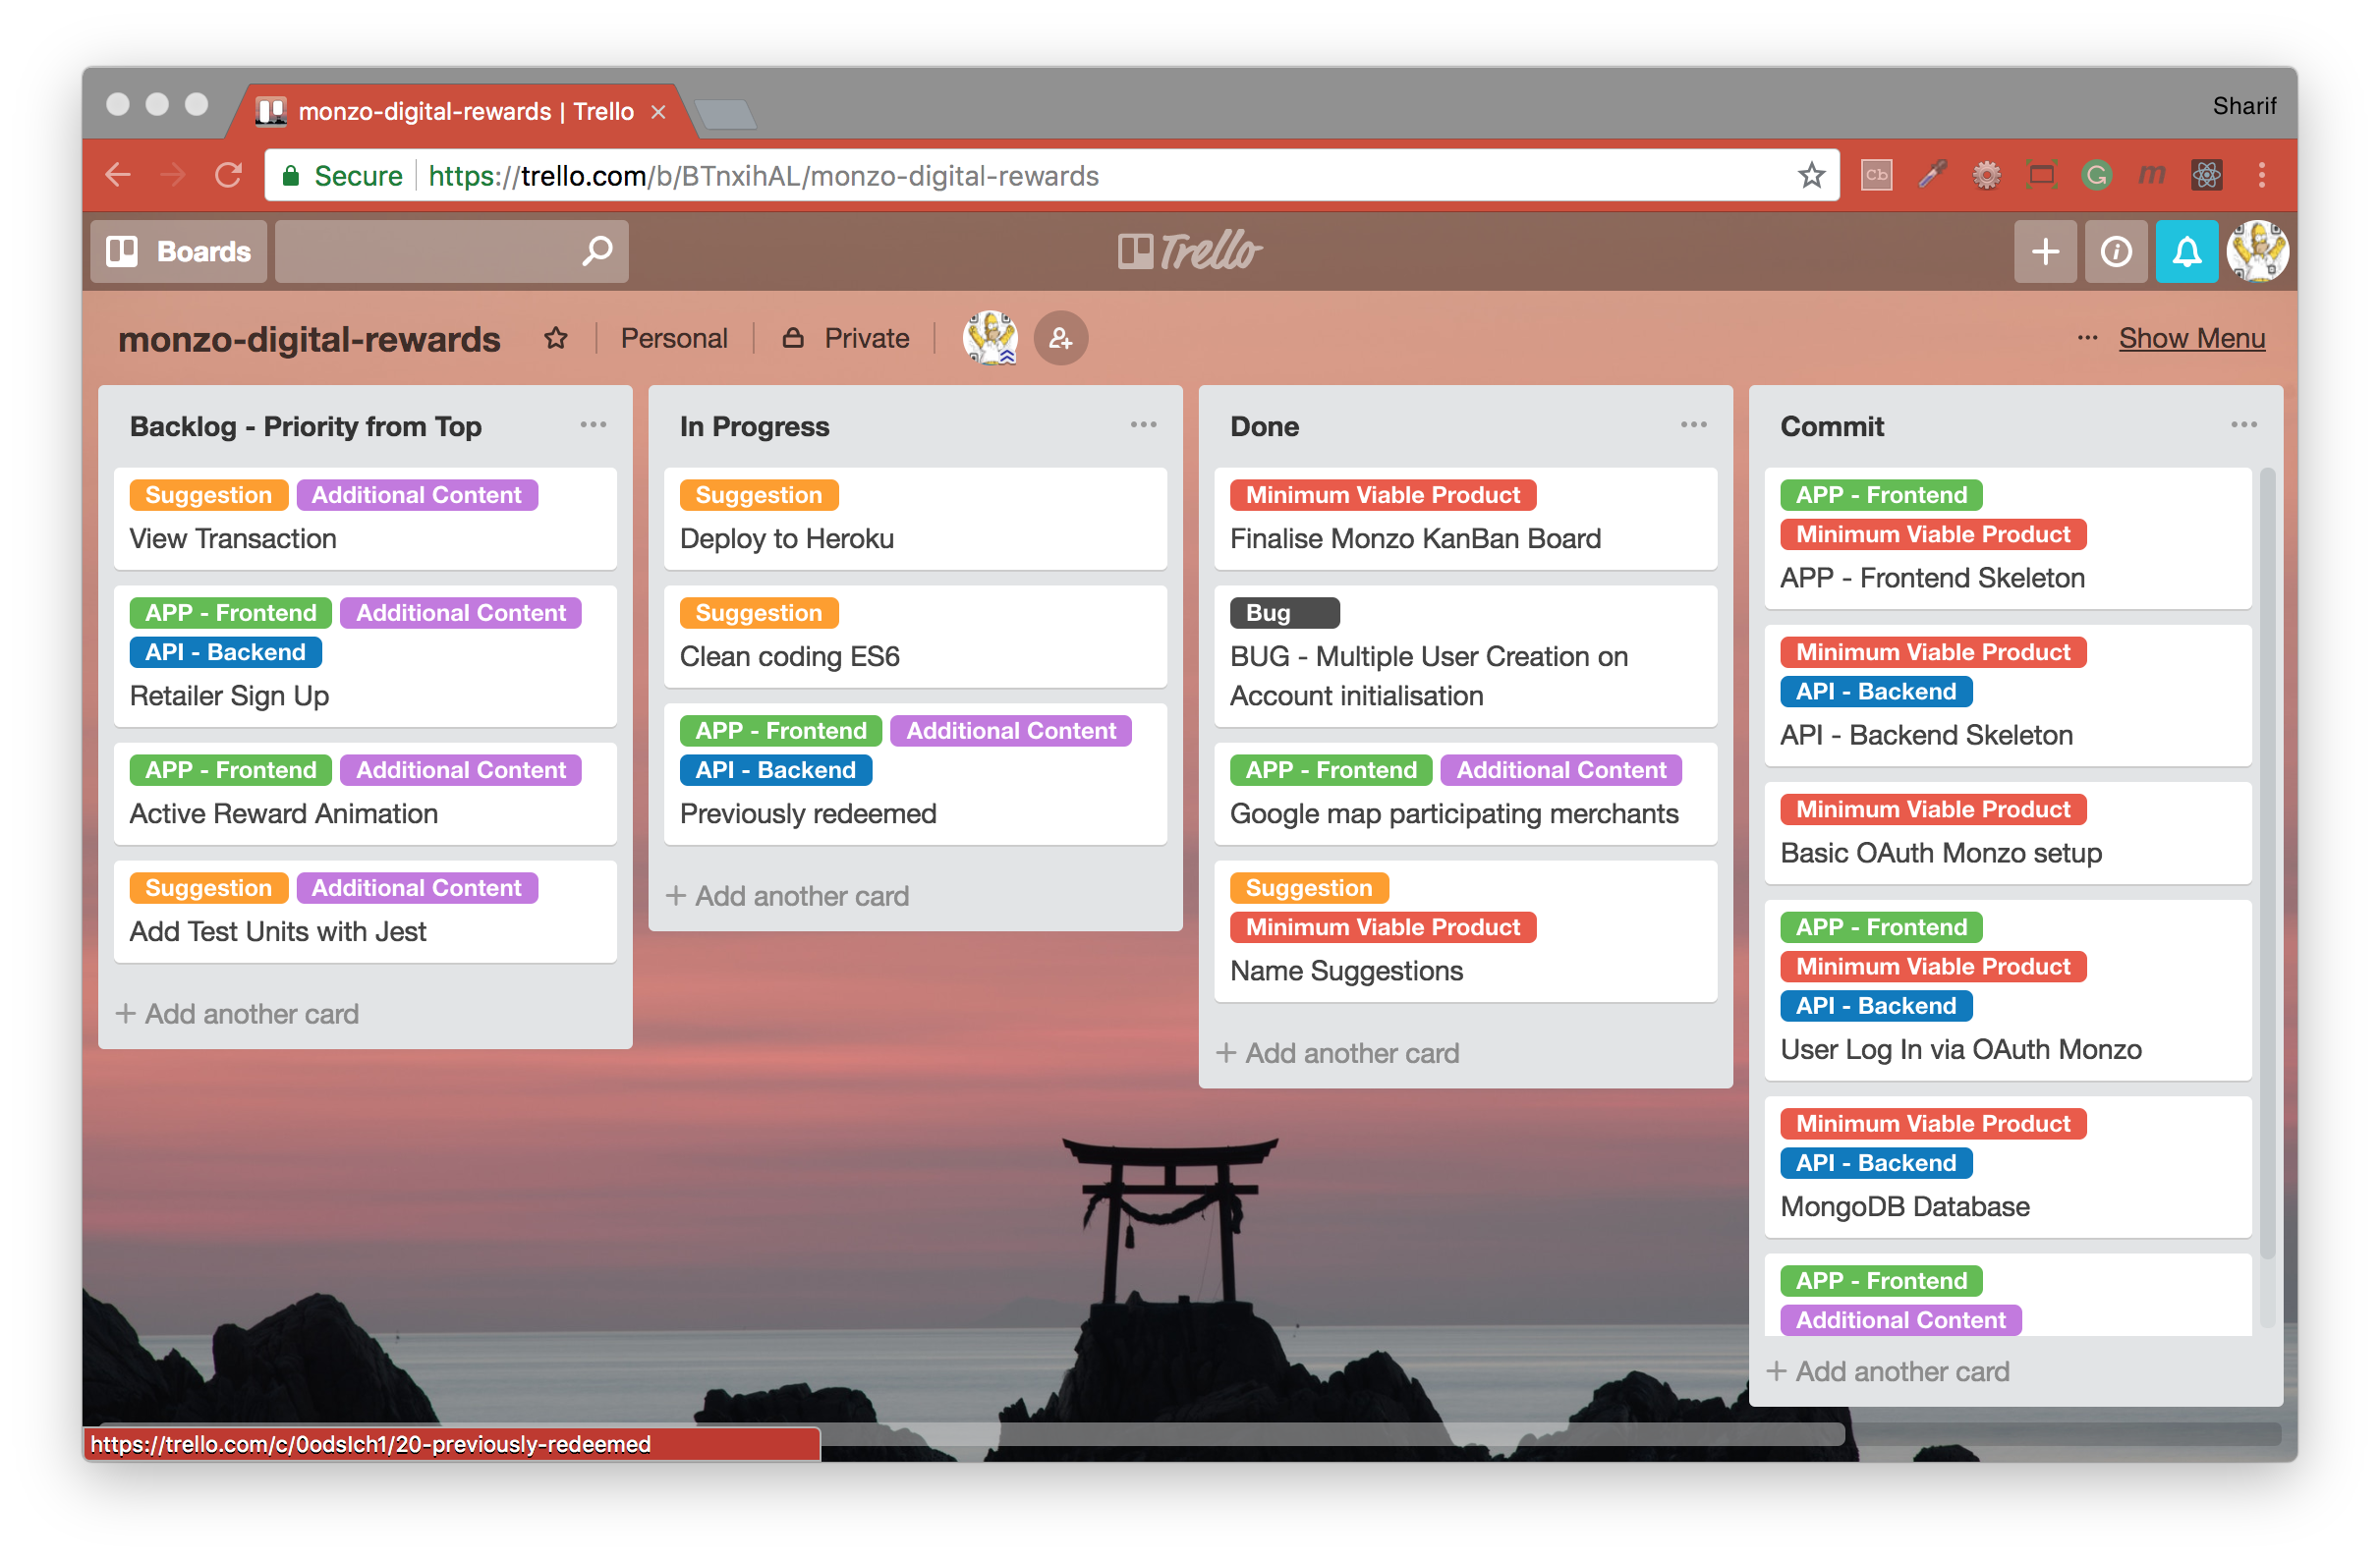 monzo-digital-rewards | Trello
Sharif
Secure https://trello.com/b/BTnxihAL/monzo-digital-rewards
Cb
G
m
Boards
Trello
monzo-digital-rewards Personal Private
... Show Menu
Backlog - Priority from Top
Suggestion Additional Content
View Transaction
APP - Frontend Additional Content
API - Backend
Retailer Sign Up
APP - Frontend Additional Content
Active Reward Animation
Suggestion Additional Content
Add Test Units with Jest
+ Add another card
In Progress
Suggestion
Deploy to Heroku
Suggestion
Clean coding ES6
APP - Frontend Additional Content
API - Backend
Previously redeemed
+ Add another card
Done
Minimum Viable Product
Finalise Monzo KanBan Board
Bug
BUG - Multiple User Creation on
Account initialisation
APP - Frontend Additional Content
Google map participating merchants
Suggestion
Minimum Viable Product
Name Suggestions
+ Add another card
Commit
APP - Frontend
Minimum Viable Product
APP - Frontend Skeleton
Minimum Viable Product
API - Backend
API - Backend Skeleton
Minimum Viable Product
Basic OAuth Monzo setup
APP - Frontend
Minimum Viable Product
API - Backend
User Log In via OAuth Monzo
Minimum Viable Product
API - Backend
MongoDB Database
APP - Frontend
Additional Content
+ Add another card
https://trello.com/c/0odsIch1/20-previously-redeemed